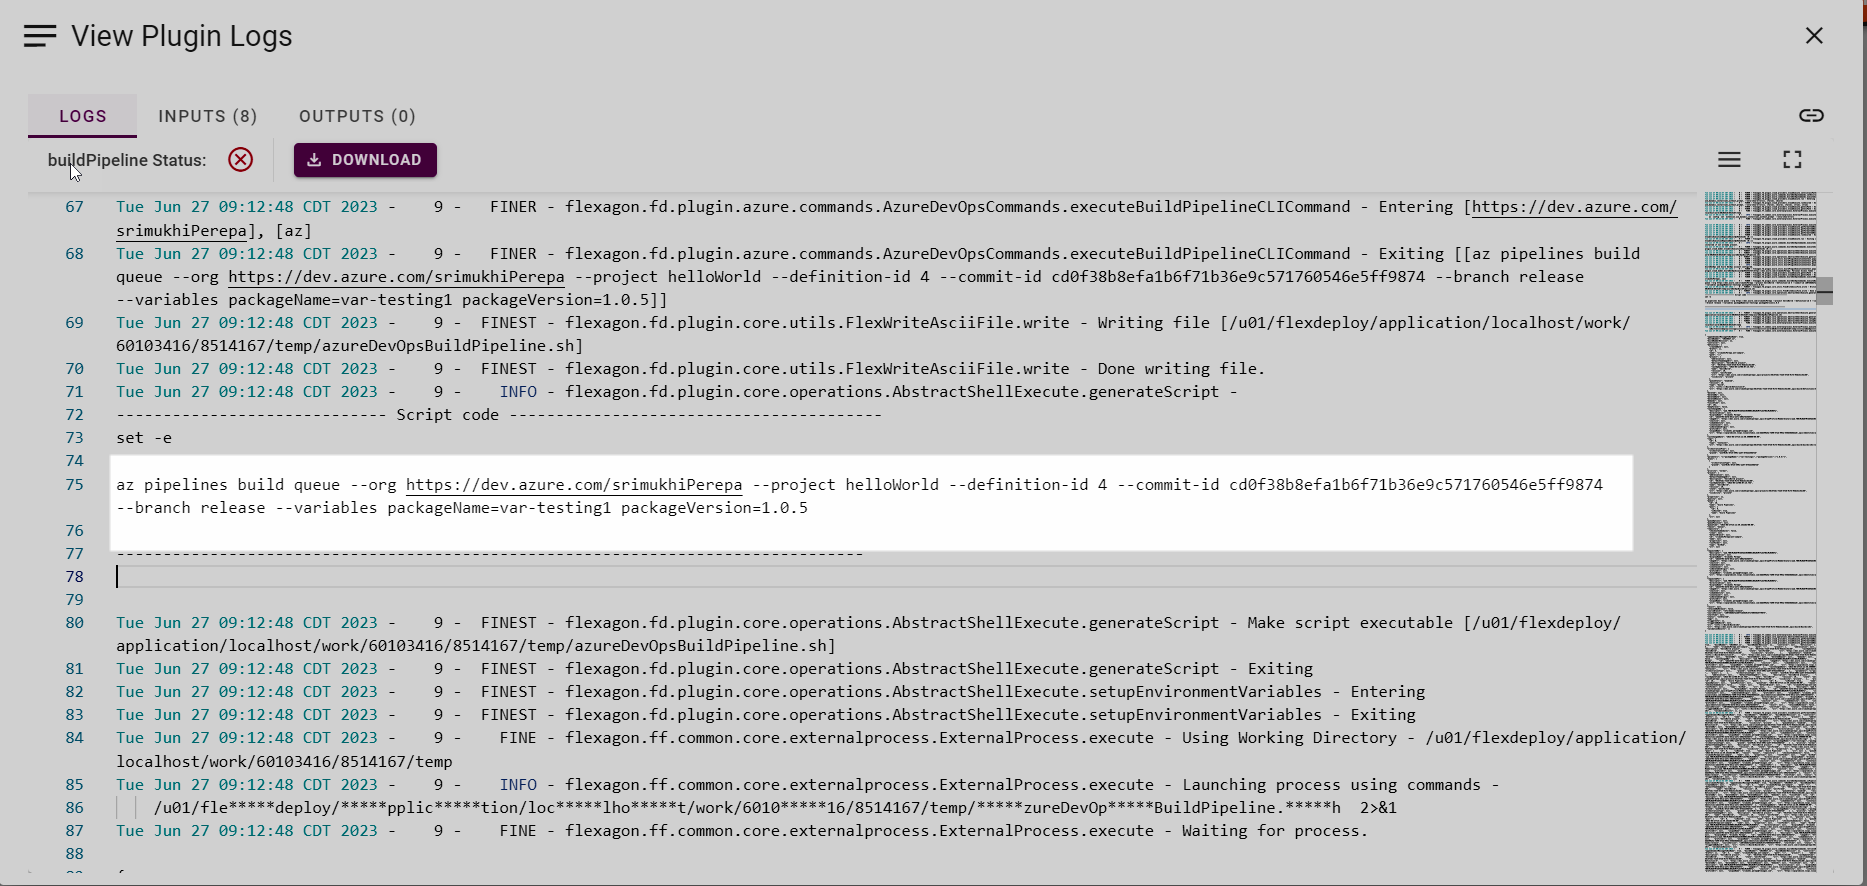 View Plugin Logs
LOGS INPUTS (8) OUTPUTS (0)
buildPipeline Status: DOWNLOAD
67 Tue Jun 27 09:12:48 CDT 2023 - 9 - FINER - flexagon.fd.plugin.azure.commands.AzureDevOpsCommands.executeBuildPipelineCLICommand - Entering [https://dev.azure.com/
srimukhiPerepa], [az]
68 Tue Jun 27 09:12:48 CDT 2023 - 9 - FINER - flexagon.fd.plugin.azure.commands.AzureDevOpsCommands.executeBuildPipelineCLICommand - Exiting [[az pipelines build
queue --org https://dev.azure.com/srimukhiPerepa --project helloWorld --definition-id 4 --commit-id cd0f38b8efa1b6f71b36e9c571760546e5ff9874 --branch release
--variables packageName=var-testing1 packageVersion=1.0.5]]
69 Tue Jun 27 09:12:48 CDT 2023 - 9 - FINEST - flexagon.fd.plugin.core.utils.FlexWriteAsciiFile.write - Writing file [/u01/flexdeploy/application/localhost/work/
60103416/8514167/temp/azureDevOpsBuildPipeline.sh]
70 Tue Jun 27 09:12:48 CDT 2023 - 9 - FINEST - flexagon.fd.plugin.core.utils.FlexWriteAsciiFile.write - Done writing file.
71 Tue Jun 27 09:12:48 CDT 2023 - 9 - INFO - flexagon.fd.plugin.core.operations.AbstractShellExecute.generateScript -
72 ----------------------------- Script code ----------------------------------------
73 set -e
74
75 az pipelines build queue --org https://dev.azure.com/srimukhiPerepa --project helloWorld --definition-id 4 --commit-id cd0f38b8efa1b6f71b36e9c571760546e5ff9874
--branch release --variables packageName=var-testing1 packageVersion=1.0.5
76
77 --------------------------------------------------------------------------------
78
79
80 Tue Jun 27 09:12:48 CDT 2023 - 9 - FINEST - flexagon.fd.plugin.core.operations.AbstractShellExecute.generateScript - Make script executable [/u01/flexdeploy/
application/localhost/work/60103416/8514167/temp/azureDevOpsBuildPipeline.sh]
81 Tue Jun 27 09:12:48 CDT 2023 - 9 - FINEST - flexagon.fd.plugin.core.operations.AbstractShellExecute.generateScript - Exiting
82 Tue Jun 27 09:12:48 CDT 2023 - 9 - FINEST - flexagon.fd.plugin.core.operations.AbstractShellExecute.setupEnvironmentVariables - Entering
83 Tue Jun 27 09:12:48 CDT 2023 - 9 - FINEST - flexagon.fd.plugin.core.operations.AbstractShellExecute.setupEnvironmentVariables - Exiting
84 Tue Jun 27 09:12:48 CDT 2023 - 9 - FINE - flexagon.ff.common.core.externalprocess.ExternalProcess.execute - Using Working Directory - /u01/flexdeploy/application/
localhost/work/60103416/8514167/temp
85 Tue Jun 27 09:12:48 CDT 2023 - 9 - INFO - flexagon.ff.common.core.externalprocess.ExternalProcess.execute - Launching process using commands -
86 /u01/fle*****deploy/*****pplic*****tion/loc*****lho*****t/work/6010*****16/8514167/temp/*****zureDevOp*****BuildPipeline.*****h 2>&1
87 Tue Jun 27 09:12:48 CDT 2023 - 9 - FINE - flexagon.ff.common.core.externalprocess.ExternalProcess.execute - Waiting for process.
88